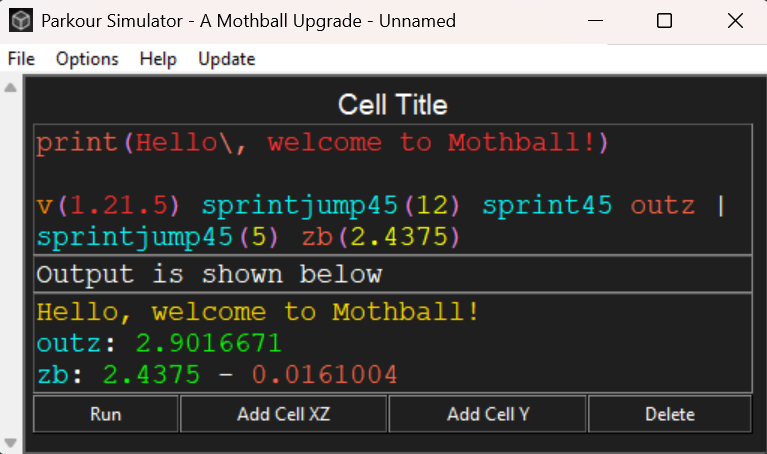 Parkour Simulator - A Mothball Upgrade - Unnamed
File Options Help Update
Cell Title
print(Hello\, welcome to Mothball!)
v(1.21.5) sprintjump45(12) sprint45 outz |
sprintjump45(5) zb(2.4375)
Output is shown below
Hello, welcome to Mothball!
outz: 2.9016671
zb: 2.4375 - 0.0161004
Run Add Cell XZ Add Cell Y Delete